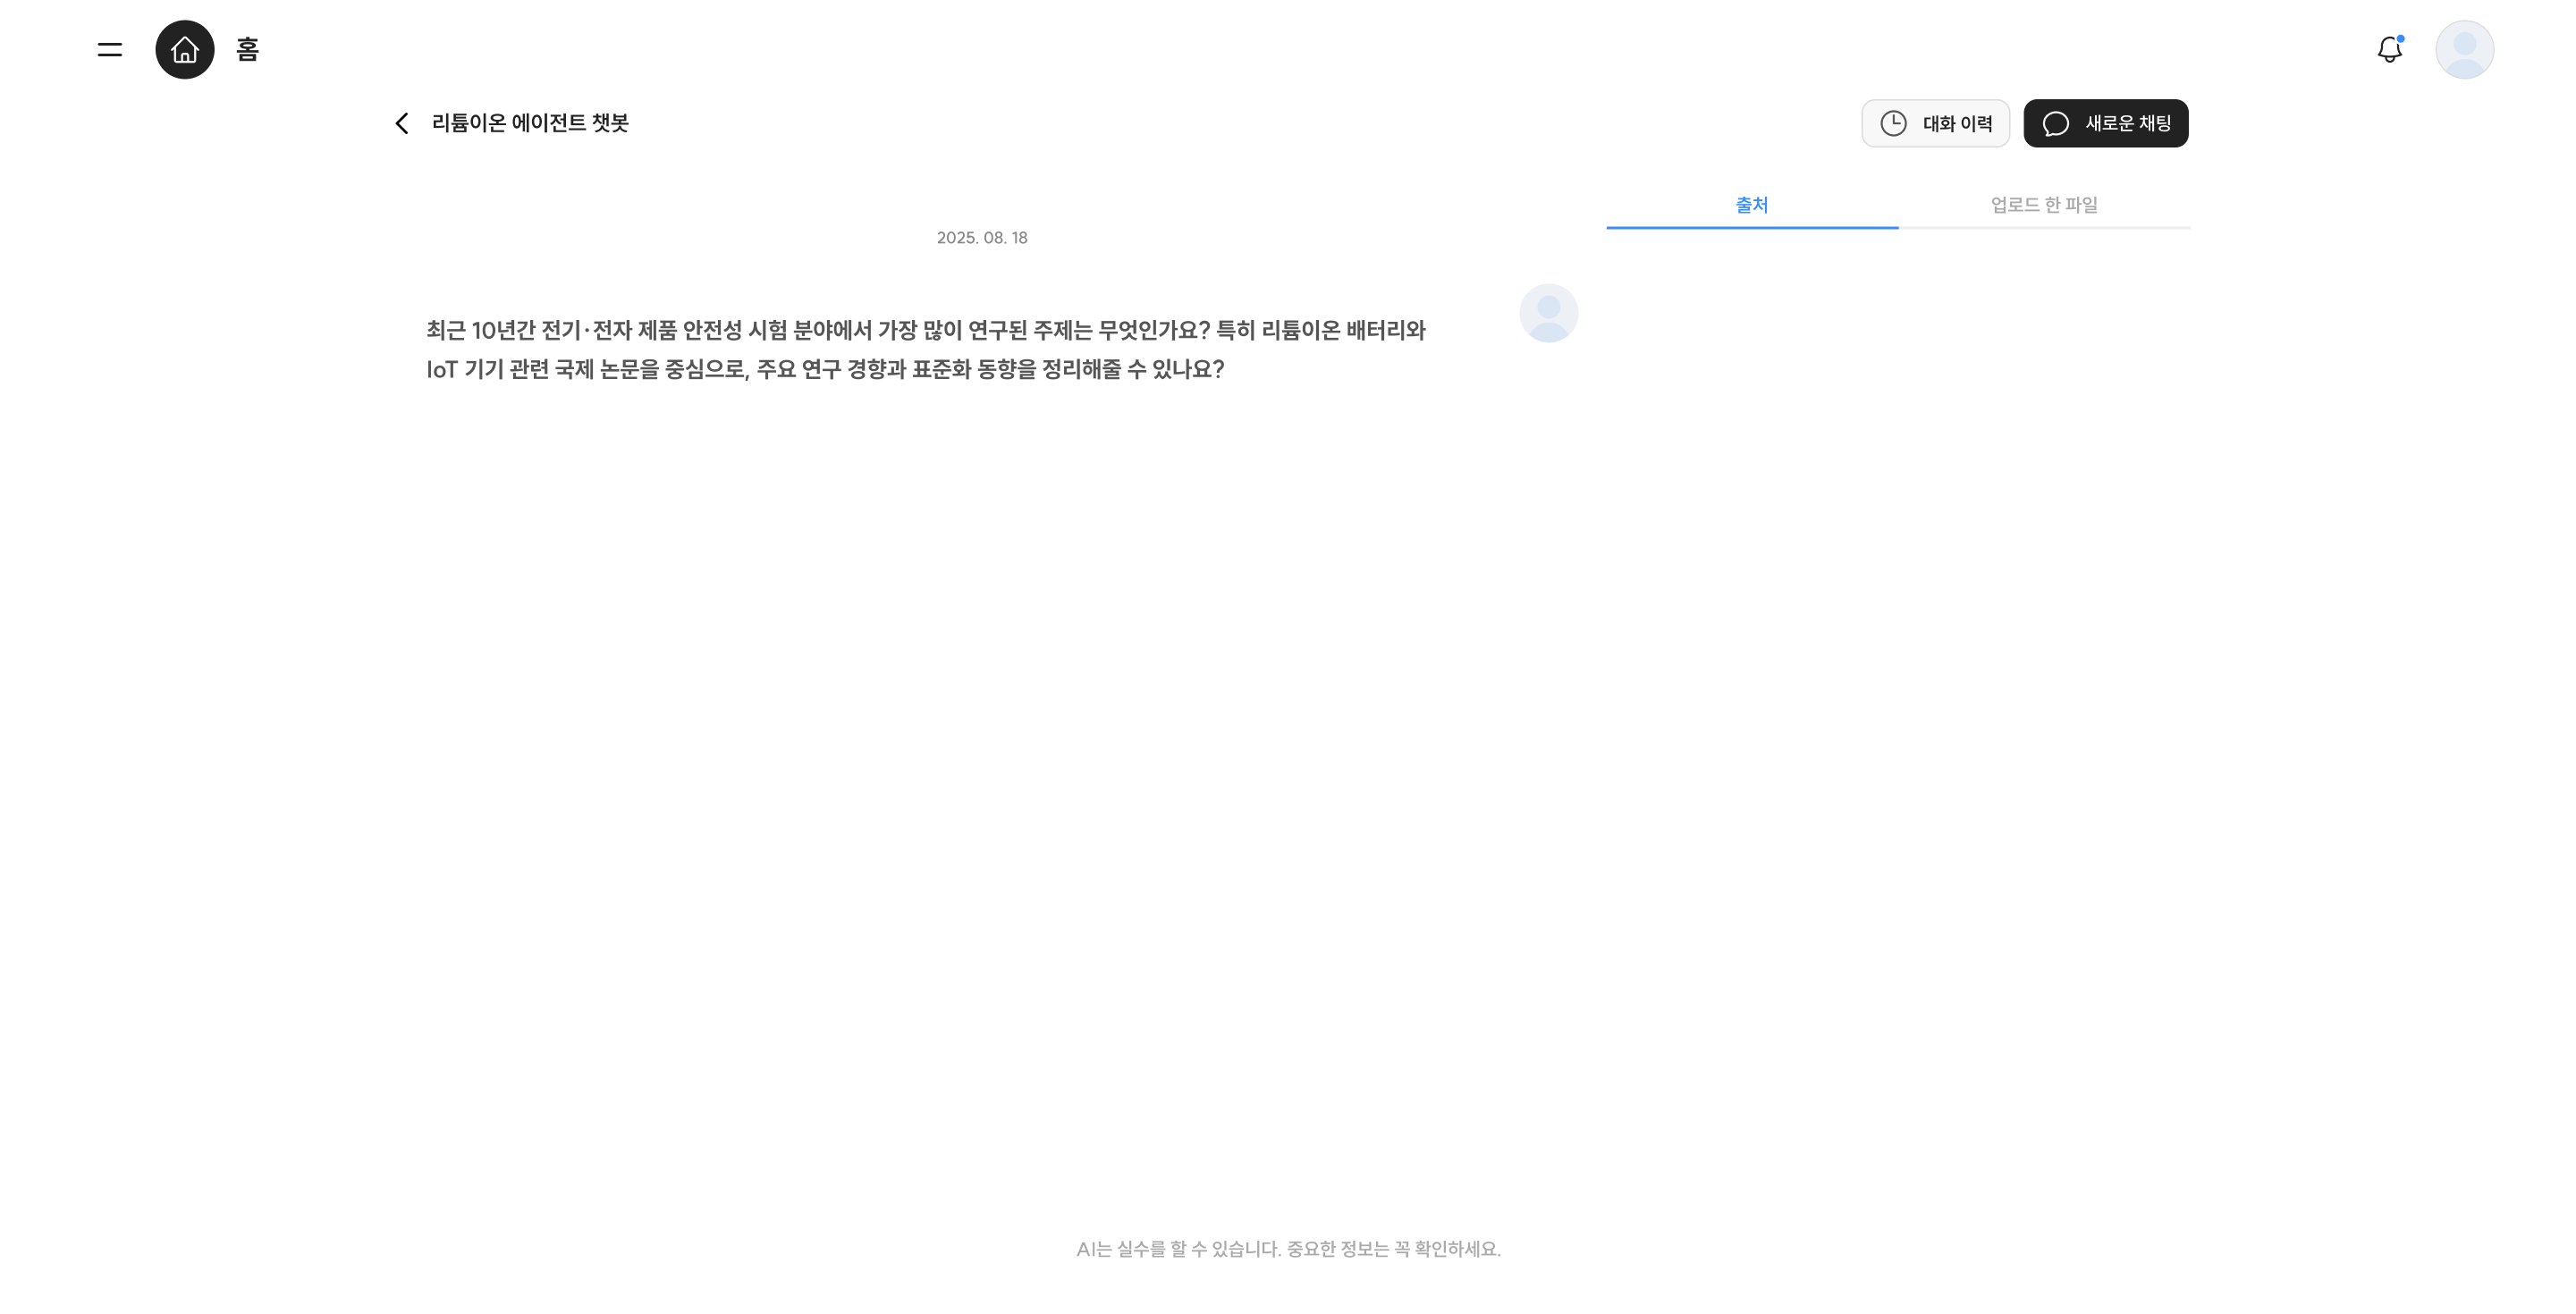 홈
리튬이온 에이전트 챗봇
대화 이력
새로운 채팅
출처
업로드 한 파일
2025. 08. 18
최근 10년간 전기·전자 제품 안전성 시험 분야에서 가장 많이 연구된 주제는 무엇인가요? 특히 리튬이온 배터리와
IoT 기기 관련 국제 논문을 중심으로, 주요 연구 경향과 표준화 동향을 정리해줄 수 있나요?
AI는 실수를 할 수 있습니다. 중요한 정보는 꼭 확인하세요.